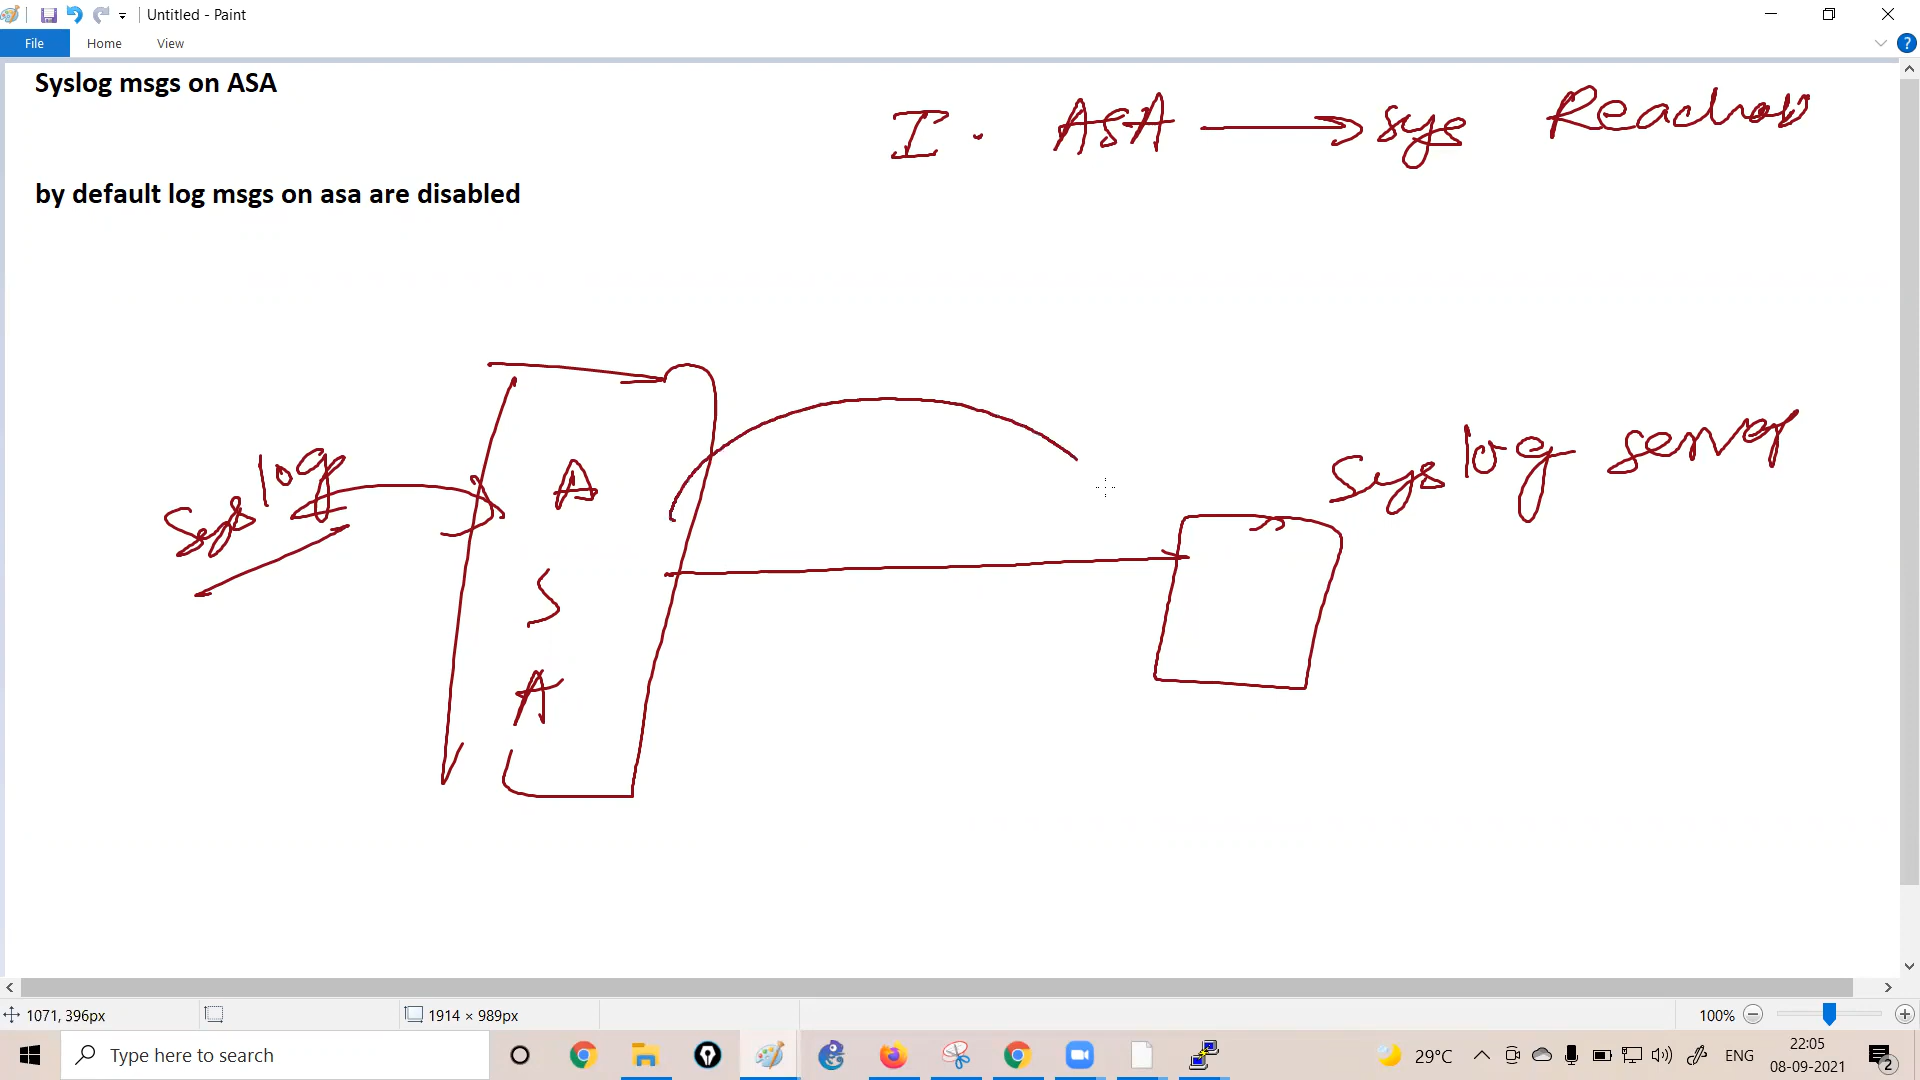 Untitled - Paint
File Home View
Syslog msgs on ASA
I. ASA → sys
by default log msgs on asa are disabled
Syslog server
Syslog
A
S
A
1071, 396px
1914 × 989px
100%
Type here to search
29°C
ENG
22:05
08-09-2021
2